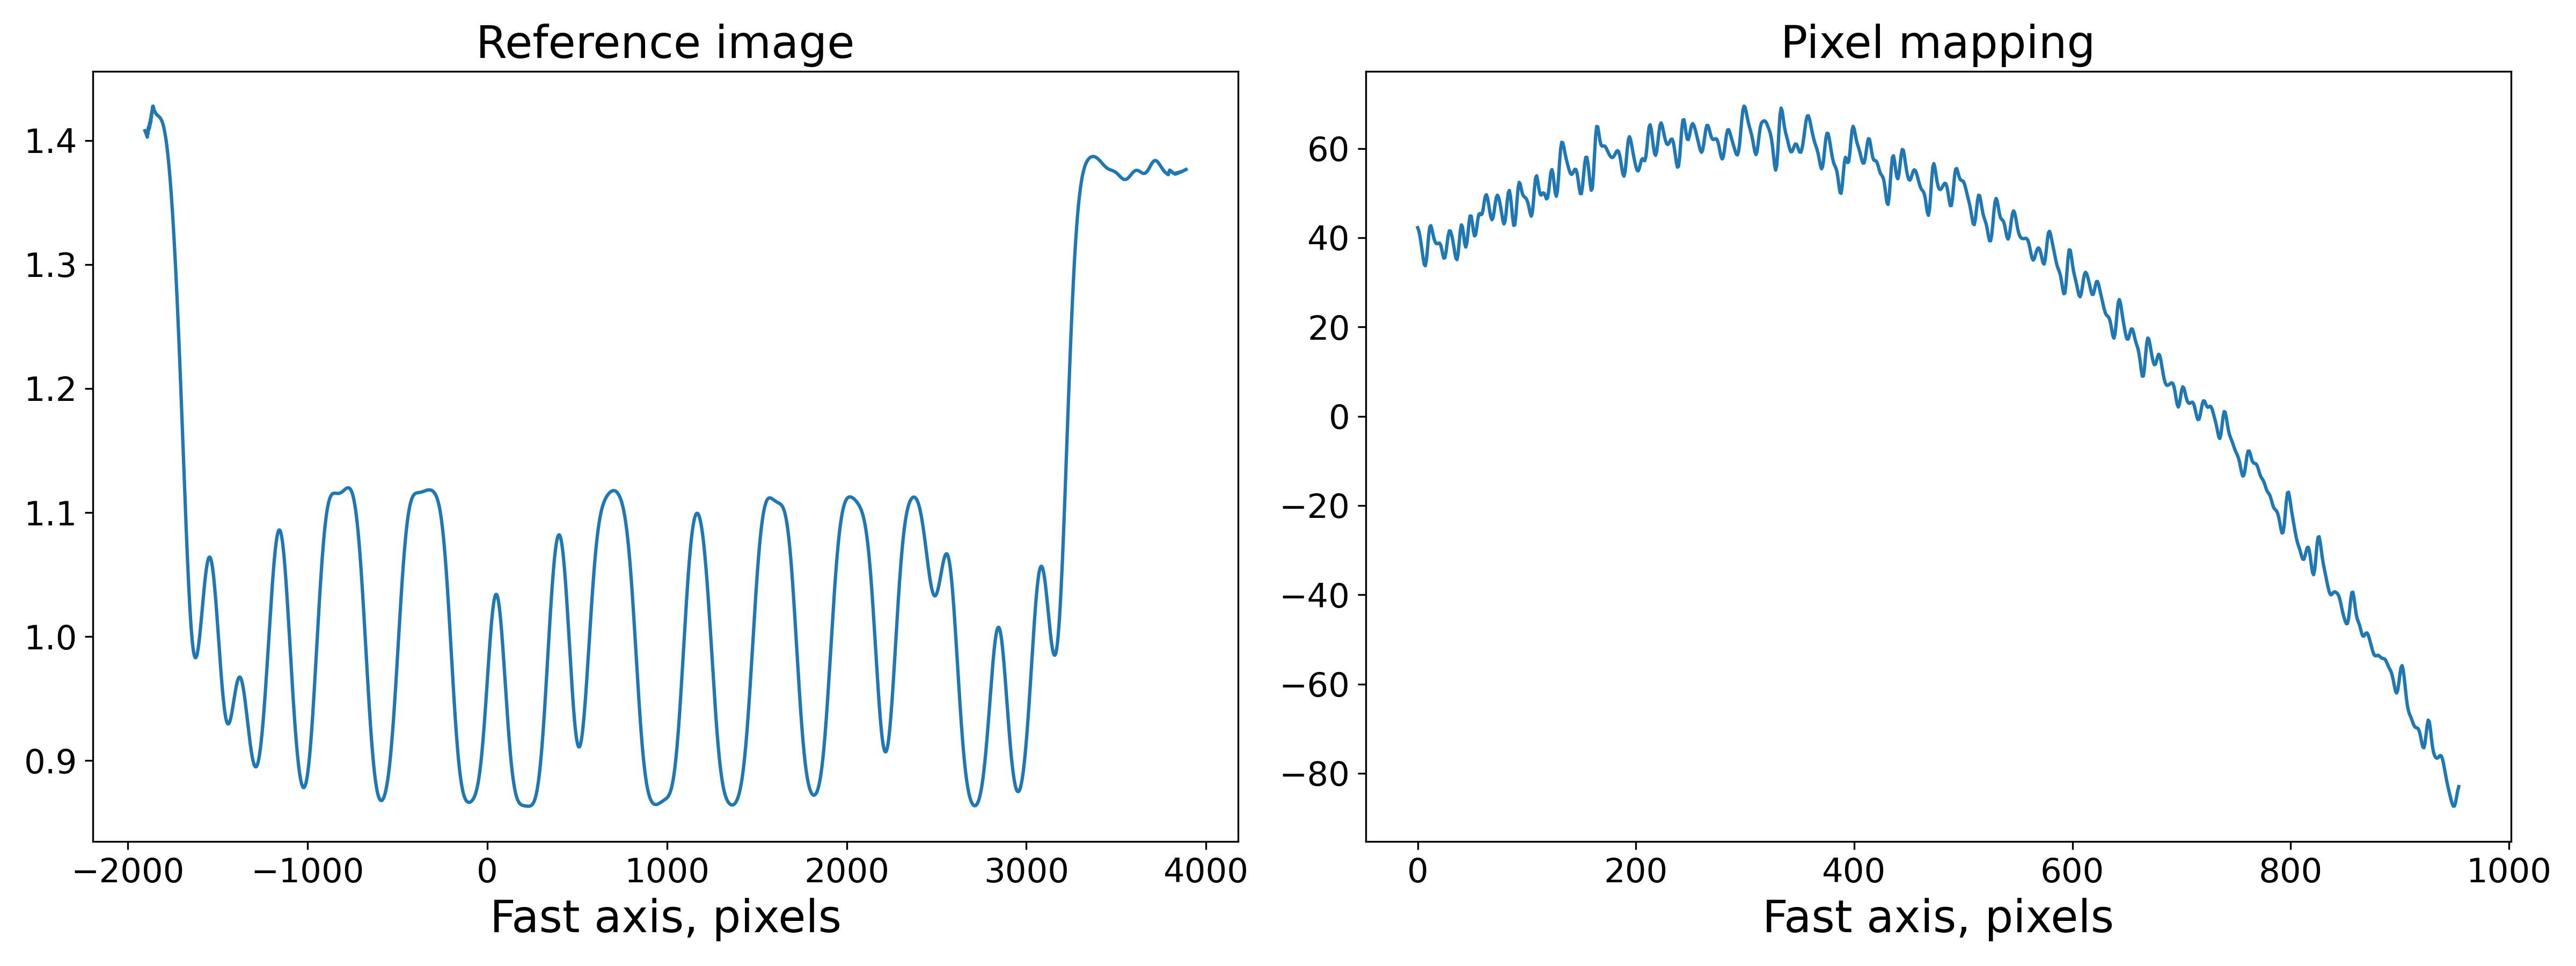 Reference image
1.4
1.3
1.2
1.1
1.0
0.9
−2000 −1000 0 1000 2000 3000 4000
Fast axis, pixels
Pixel mapping
60
40
20
0
−20
−40
−60
−80
0 200 400 600 800 1000
Fast axis, pixels